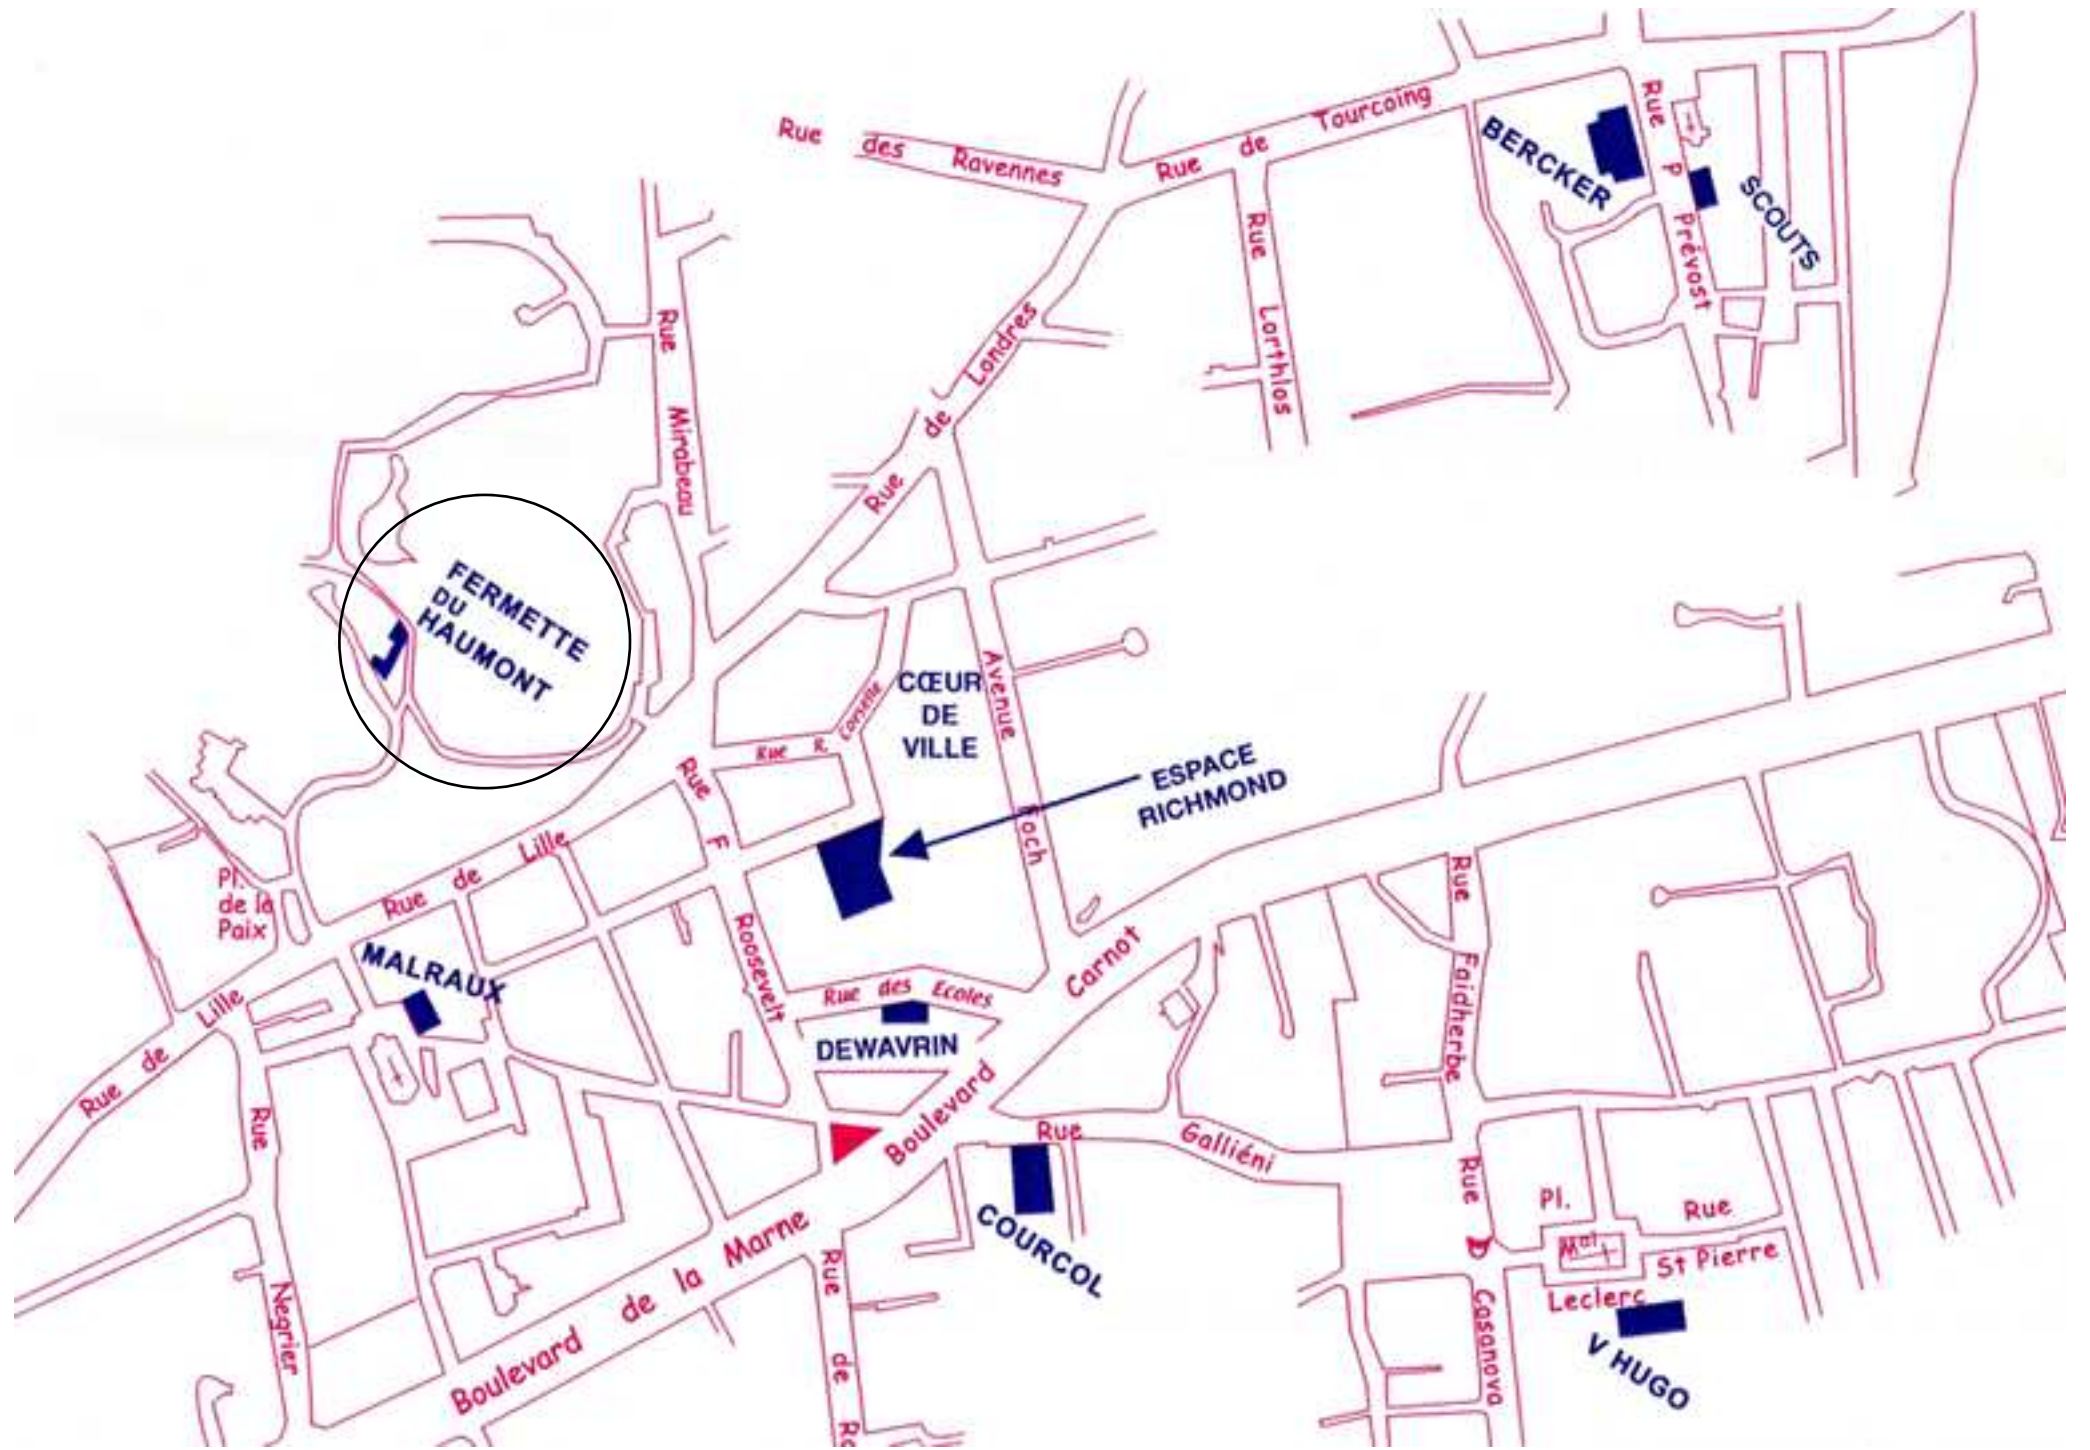 Rue des Ravennes
Rue de Tourcoing
BERCKER
Rue P Prévost
SCOUTS
Rue Lorthios
Rue Mirabeau
Rue de Londres
FERMETTE
DU
HAUMONT
CŒUR
DE
VILLE
Avenue Foch
Rue R.
ESPACE
RICHMOND
Rue F Roosevelt
Rue de Lille
Pl.
de la
Paix
MALRAUX
Rue des Ecoles
DEWAVRIN
Boulevard Carnot
Rue Faidherbe
Rue de Lille
Rue Negrier
Rue Galliéni
COURCOL
Boulevard de la Marne
Rue de Ro
Rue D Casanova
Pl.
Mal
Leclerc
Rue
St Pierre
V HUGO